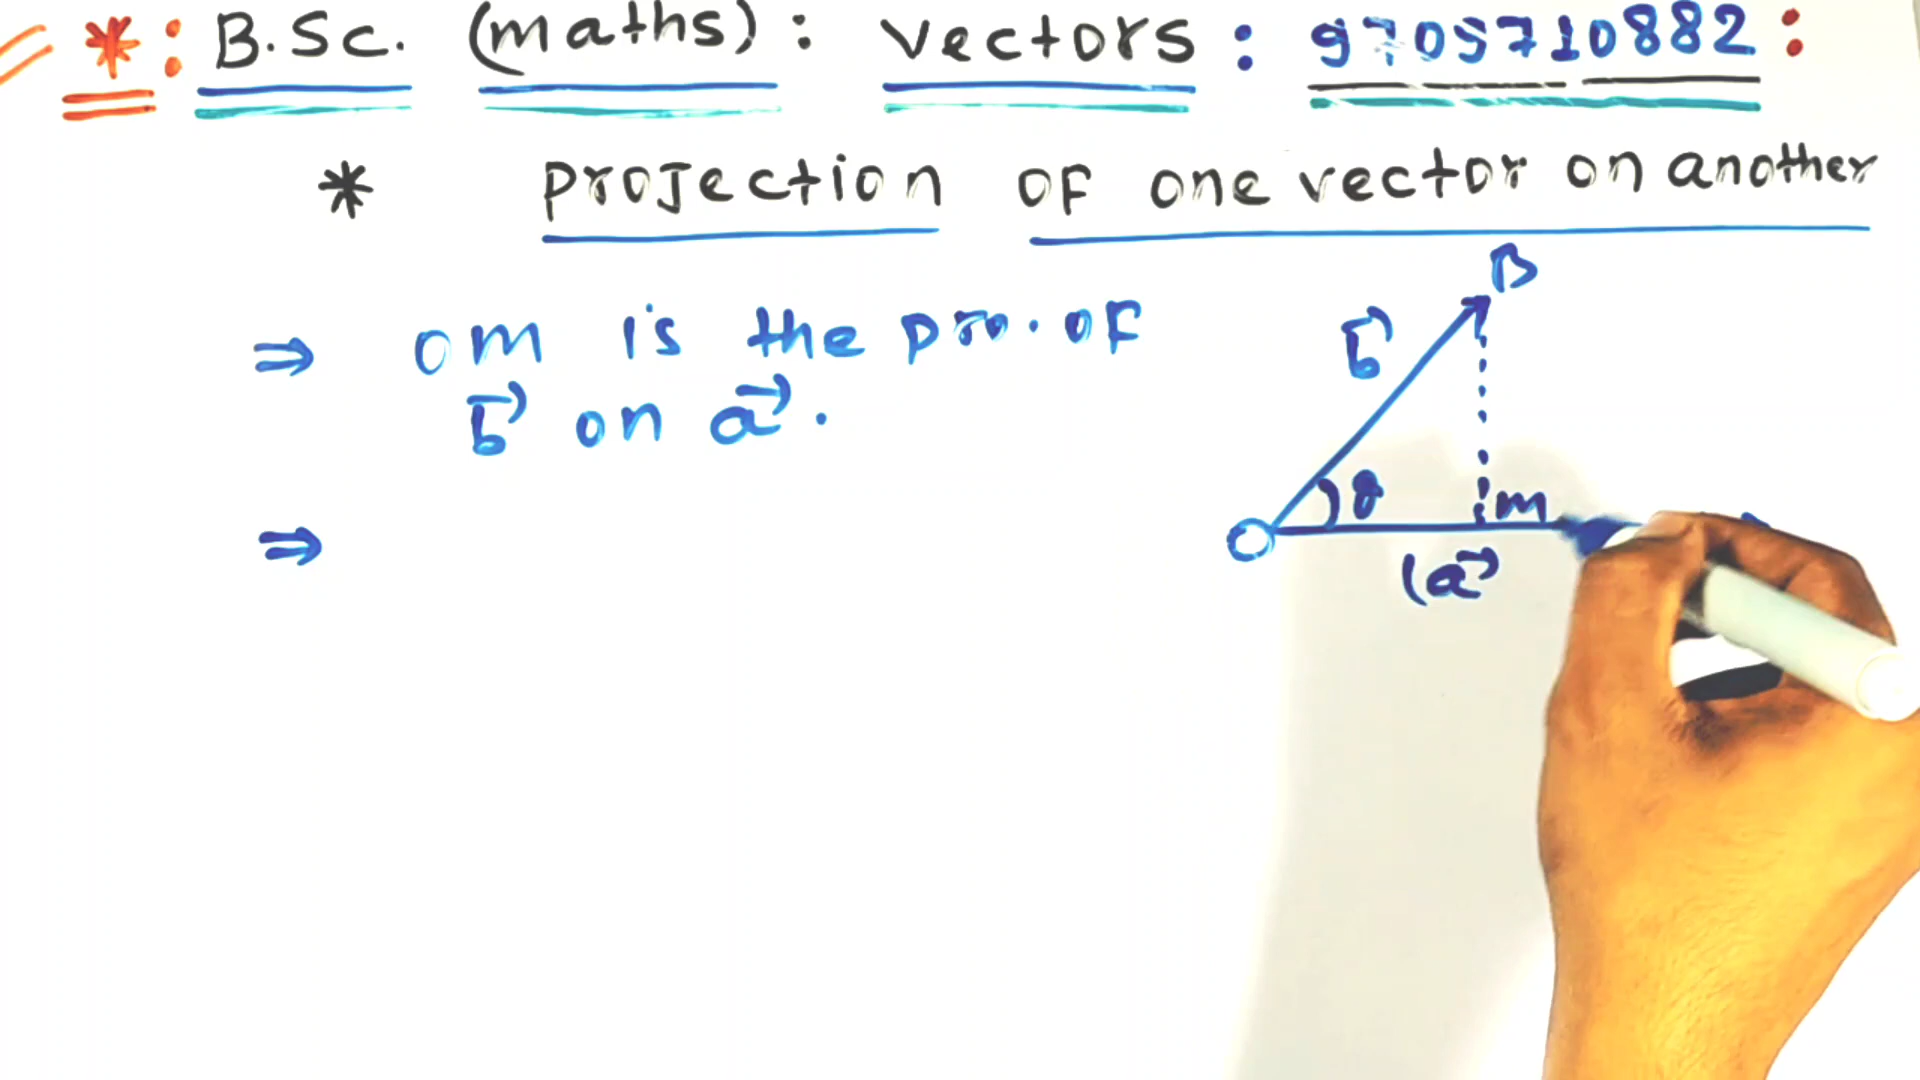 *: B.Sc. (maths): vectors: 9705710882:
* projection of one vector on another
⇒ om is the pro. of
b⃗ on a⃗.
⇒
B
b⃗
θ
m
O
(a⃗